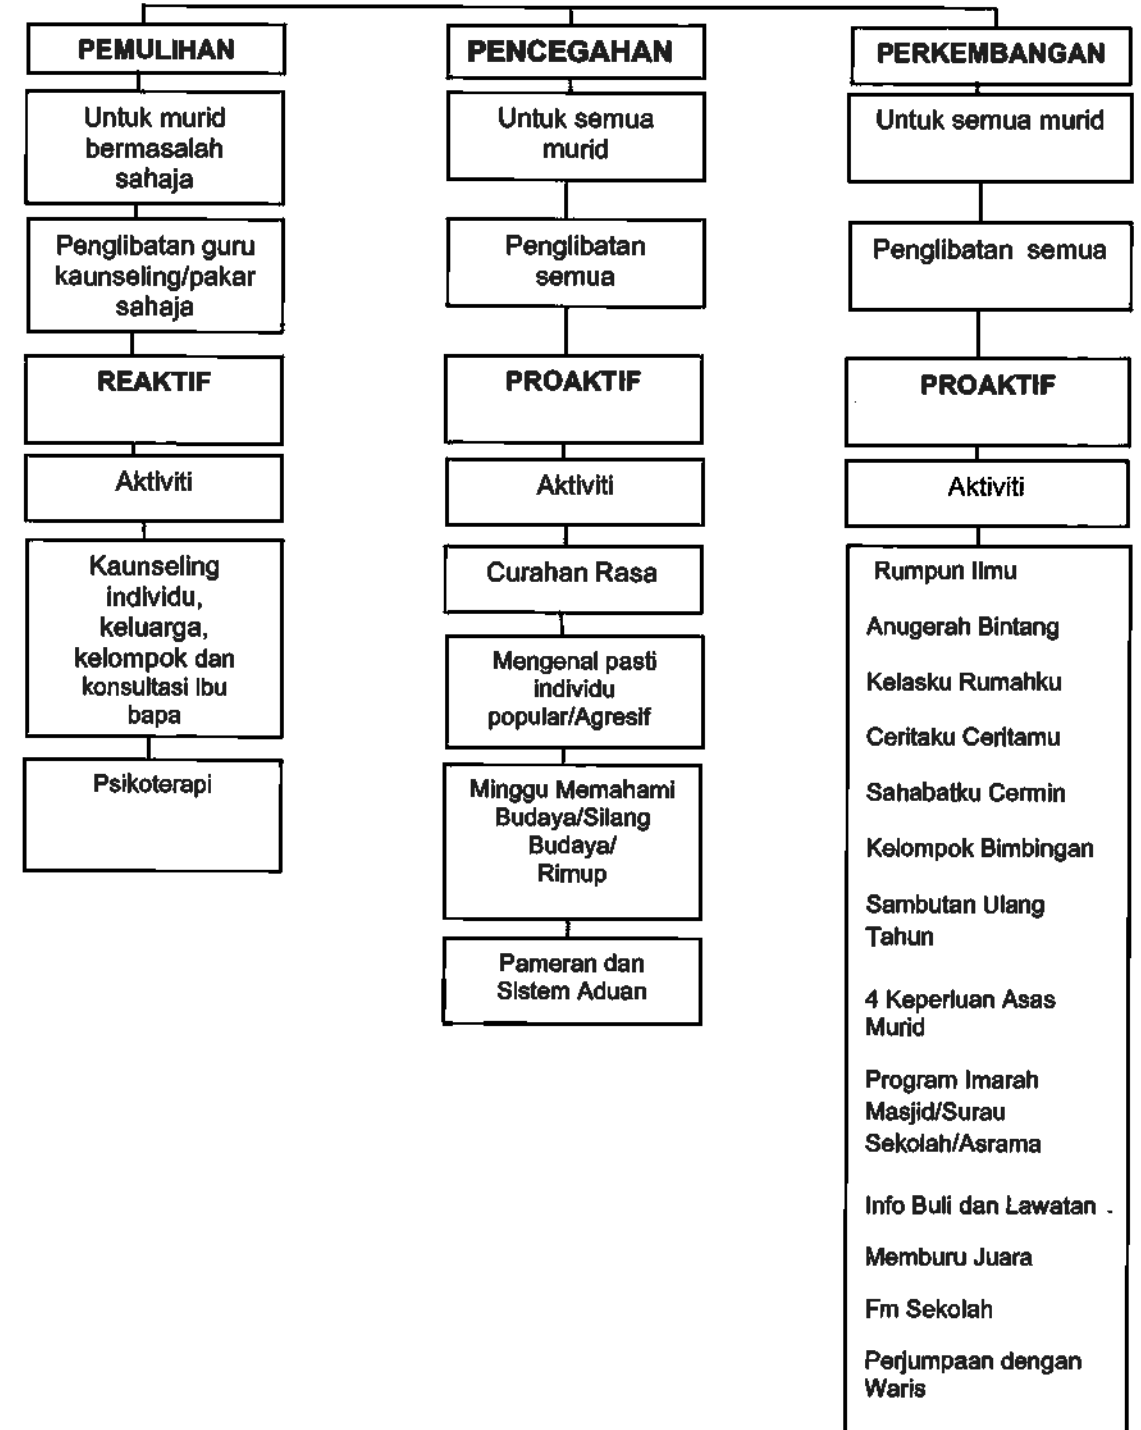 PEMULIHAN
Untuk murid
bermasalah
sahaja
Penglibatan guru
kaunseling/pakar
sahaja
REAKTIF
Aktiviti
Kaunseling
individu,
keluarga,
kelompok dan
konsultasi Ibu
bapa
Psikoterapi
PENCEGAHAN
Untuk semua
murid
Penglibatan
semua
PROAKTIF
Aktiviti
Curahan Rasa
Mengenal pasti
individu
popular/Agresif
Minggu Memahami
Budaya/Silang
Budaya/
Rimup
Pameran dan
Sistem Aduan
PERKEMBANGAN
Untuk semua murid
Penglibatan semua
PROAKTIF
Aktiviti
Rumpun Ilmu
Anugerah Bintang
Kelasku Rumahku
Ceritaku Ceritamu
Sahabatku Cermin
Kelompok Bimbingan
Sambutan Ulang
Tahun
4 Keperluan Asas
Murid
Program Imarah
Masjid/Surau
Sekolah/Asrama
Info Buli dan Lawatan
Memburu Juara
Fm Sekolah
Perjumpaan dengan
Waris